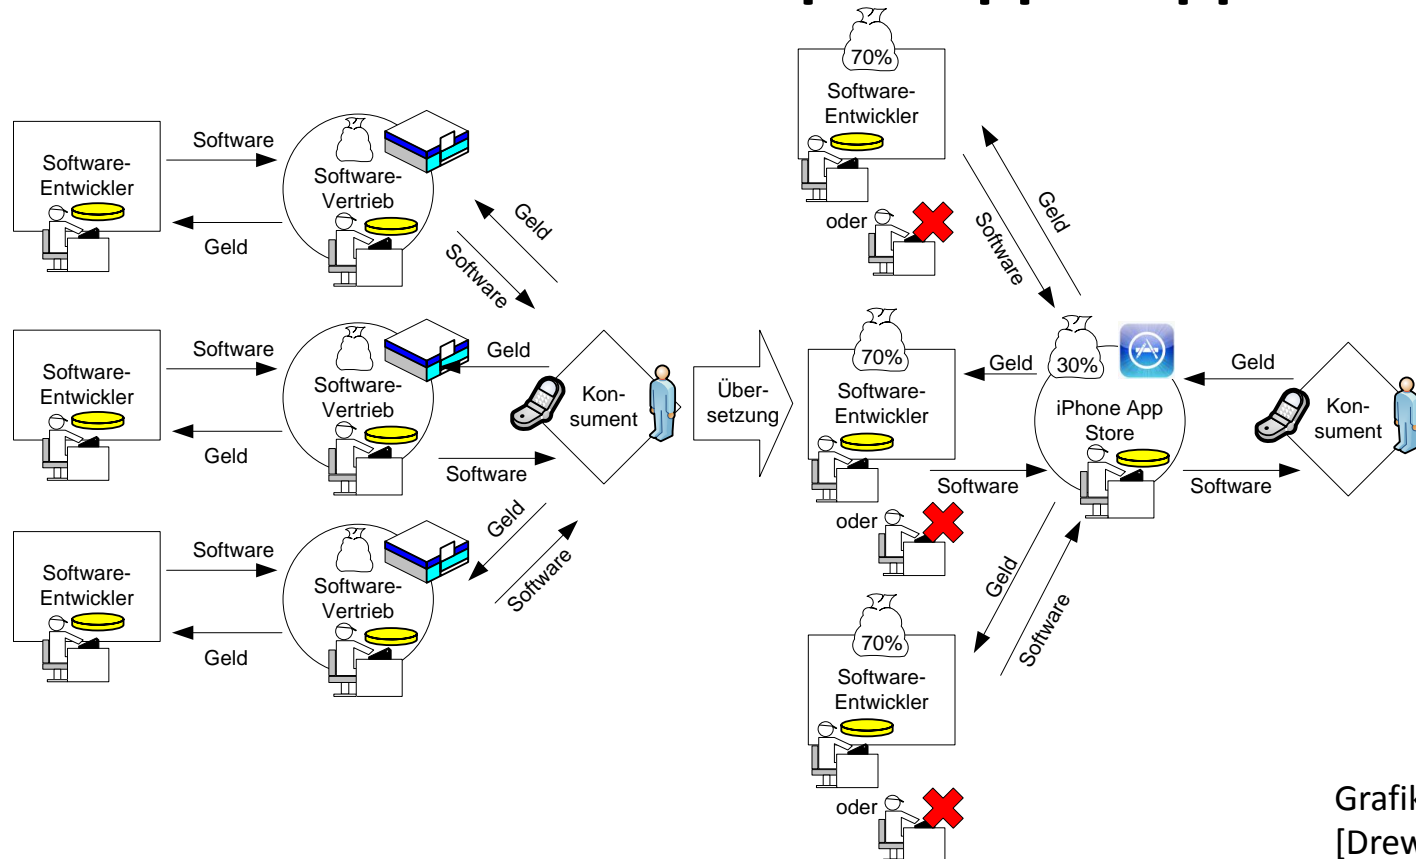 Software-
Entwickler
Software
Geld
Software-
Vertrieb
Geld
Software
Software-
Entwickler
Software
Geld
Software-
Vertrieb
Geld
Software
Kon-
sument
Software-
Entwickler
Software
Geld
Software-
Vertrieb
Geld
Software
Über-
setzung
70%
Software-
Entwickler
oder
Geld
Software
70%
Software-
Entwickler
oder
Geld
Software
30%
iPhone App
Store
Geld
Software
Kon-
sument
70%
Software-
Entwickler
oder
Geld
Software
Grafik
[Drew